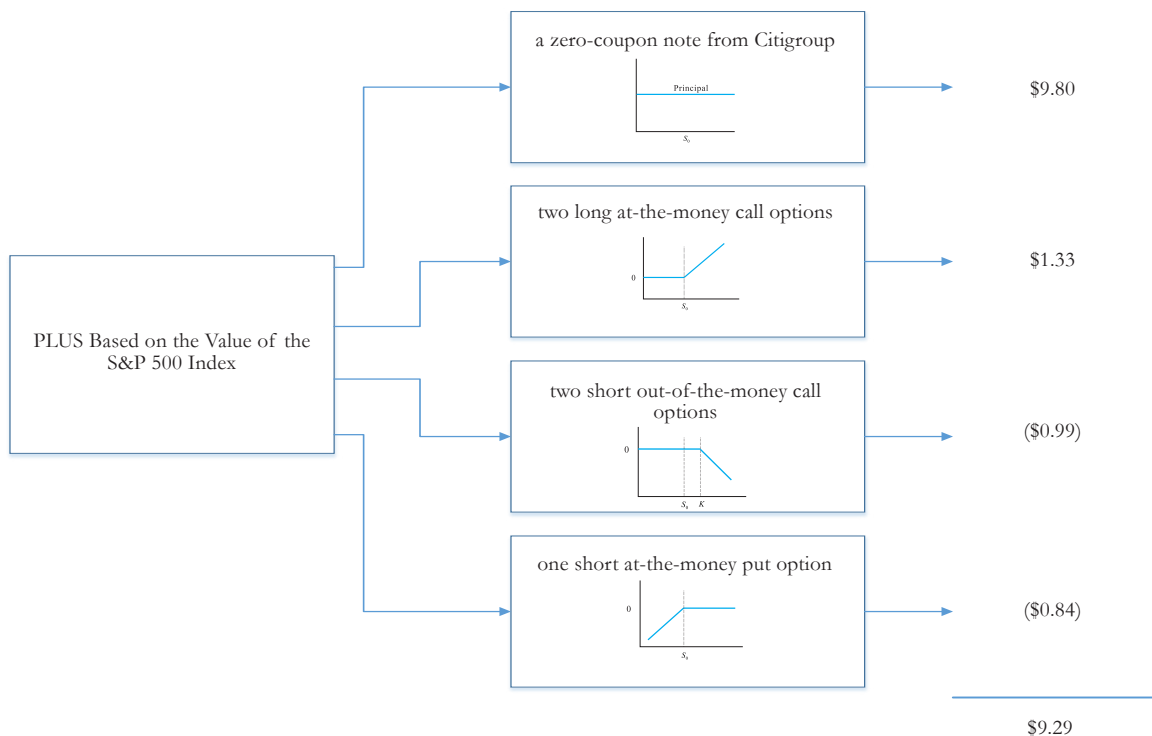 a zero-coupon note from Citigroup
Principal
S₀
$9.80
two long at-the-money call options
0
S₀
$1.33
PLUS Based on the Value of the
S&P 500 Index
two short out-of-the-money call
options
0
S₀ K
($0.99)
one short at-the-money put option
0
S₀
($0.84)
$9.29